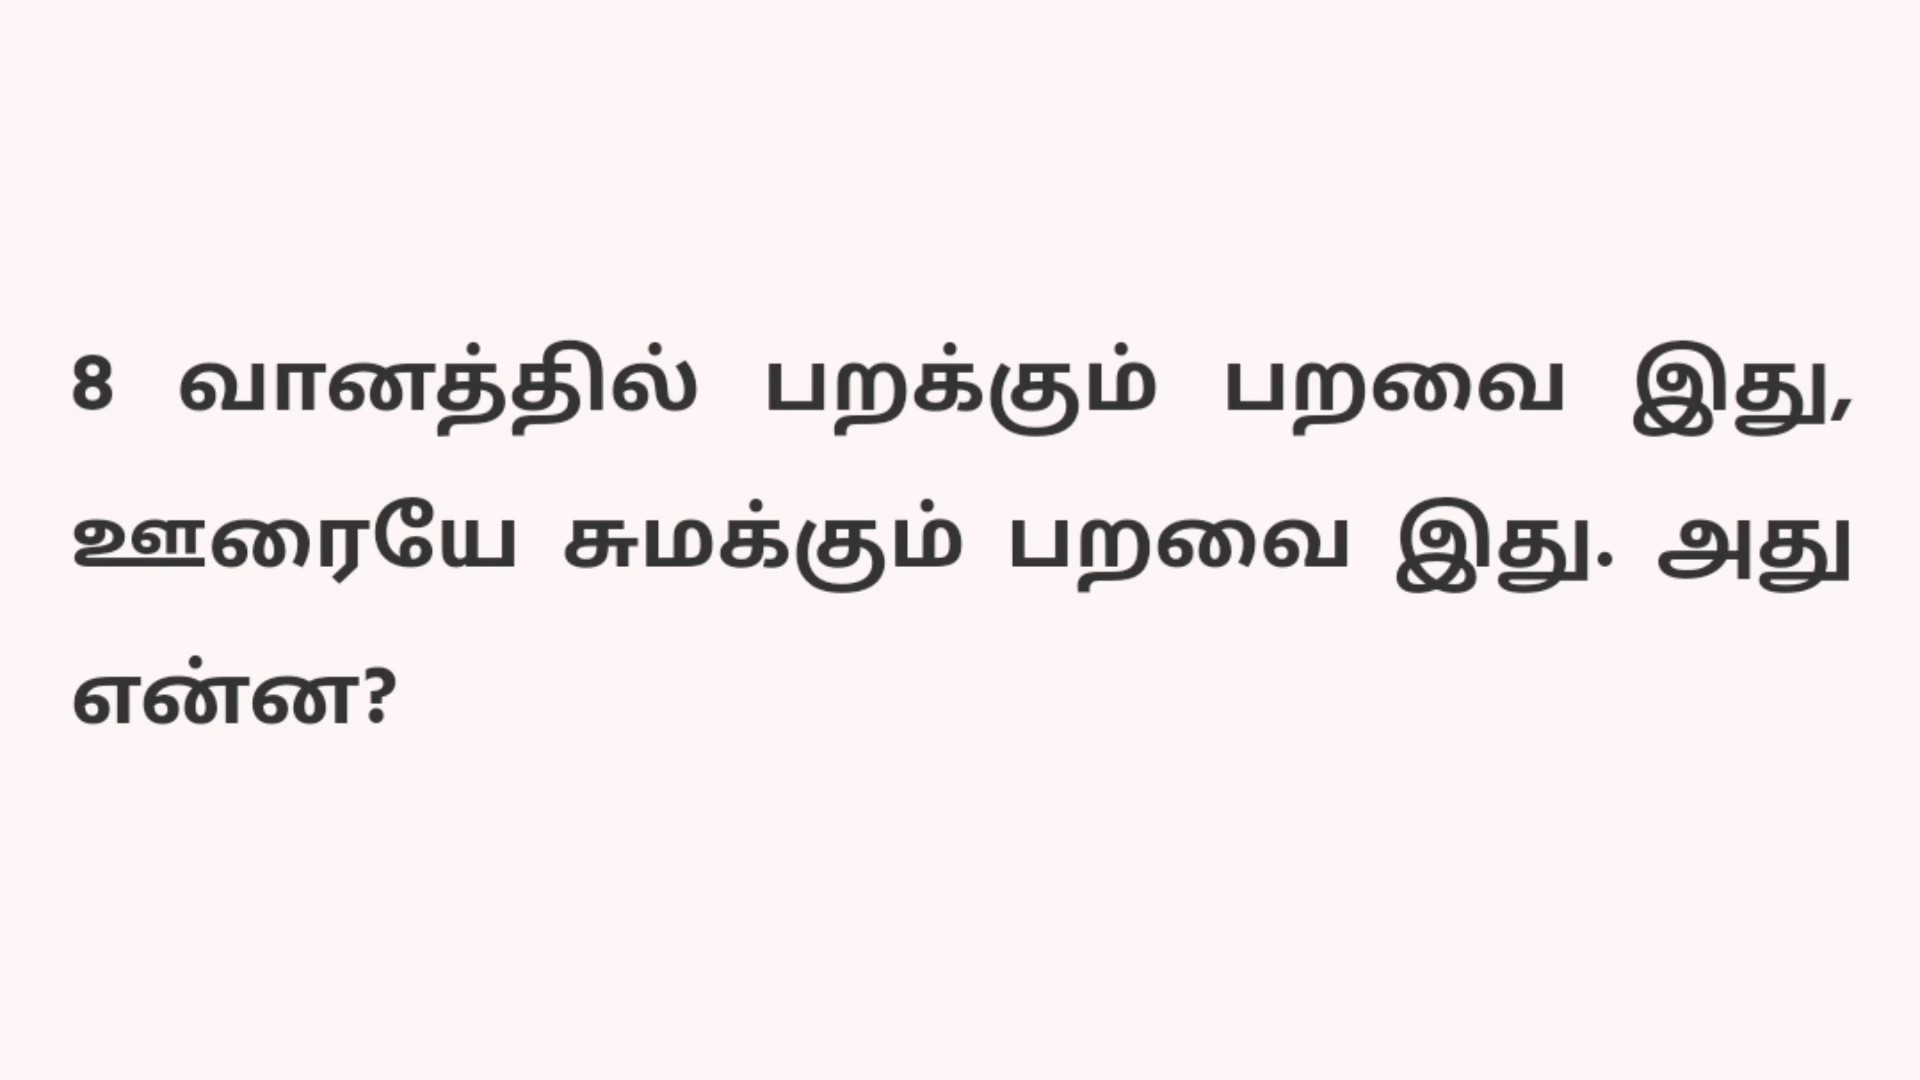 8 வானத்தில் பறக்கும் பறவை இது,
ஊரையே சுமக்கும் பறவை இது. அது
என்ன?